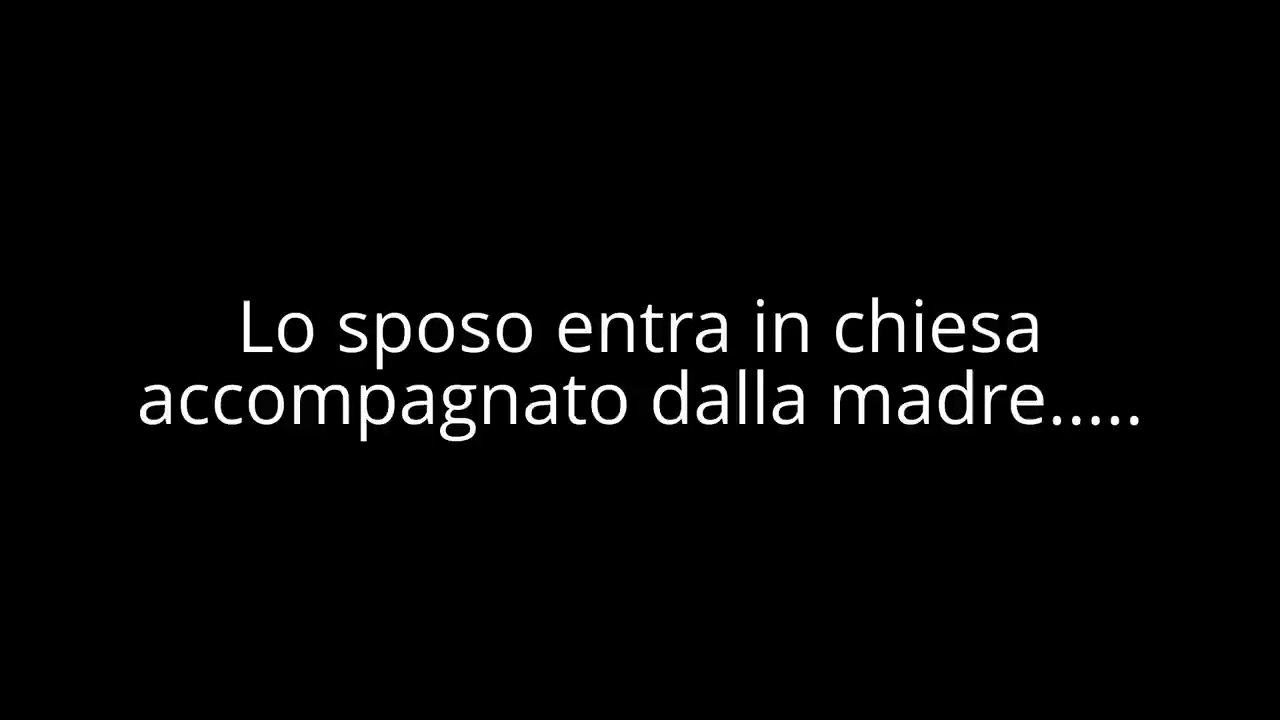 Lo sposo entra in chiesa
accompagnato dalla madre.....